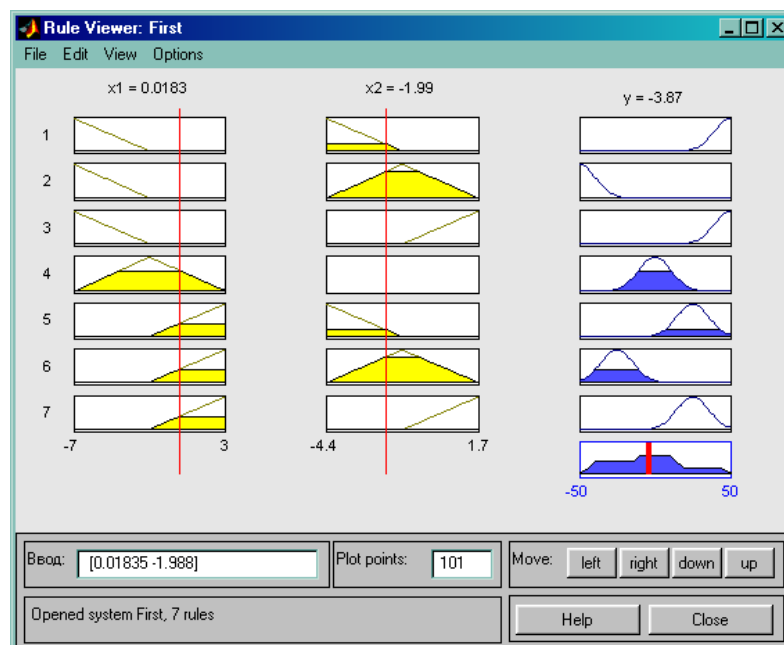 Rule Viewer: First
File Edit View Options
x1 = 0.0183
x2 = -1.99
y = -3.87
1
2
3
4
5
6
7
-7 3
-4.4 1.7
-50 50
Ввод: [0.01835 -1.988]
Plot points: 101
Move: left right down up
Opened system First, 7 rules
Help Close